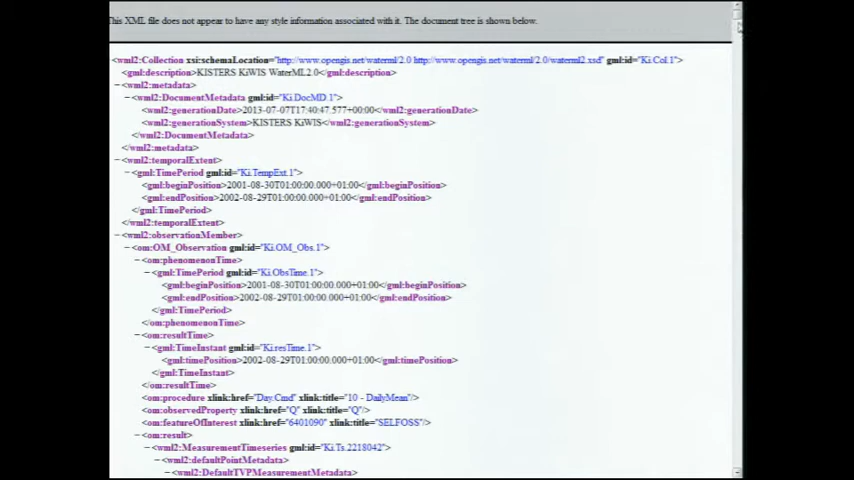 This XML file does not appear to have any style information associated with it. The document tree is shown below.
<wml2:Collection xsi:schemaLocation="http://www.opengis.net/waterml/2.0 http://www.opengis.net/waterml/2.0/waterml2.xsd" gml:id="Ki.Col.1">
−<gml:description>KISTERS KiWIS WaterML2.0</gml:description>
−<wml2:metadata>
−<wml2:DocumentMetadata gml:id="Ki.DocMD.1">
<wml2:generationDate>2013-07-07T17:40:47.577+00:00</wml2:generationDate>
<wml2:generationSystem>KISTERS KiWIS</wml2:generationSystem>
</wml2:DocumentMetadata>
</wml2:metadata>
−<wml2:temporalExtent>
−<gml:TimePeriod gml:id="Ki.TempExt.1">
<gml:beginPosition>2001-08-30T01:00:00.000+01:00</gml:beginPosition>
<gml:endPosition>2002-08-29T01:00:00.000+01:00</gml:endPosition>
</gml:TimePeriod>
</wml2:temporalExtent>
−<wml2:observationMember>
−<om:OM_Observation gml:id="Ki.OM_Obs.1">
−<om:phenomenonTime>
−<gml:TimePeriod gml:id="Ki.ObsTime.1">
<gml:beginPosition>2001-08-30T01:00:00.000+01:00</gml:beginPosition>
<gml:endPosition>2002-08-29T01:00:00.000+01:00</gml:endPosition>
</gml:TimePeriod>
</om:phenomenonTime>
−<om:resultTime>
−<gml:TimeInstant gml:id="Ki.resTime.1">
<gml:timePosition>2002-08-29T01:00:00.000+01:00</gml:timePosition>
</gml:TimeInstant>
</om:resultTime>
<om:procedure xlink:href="Day.Cmd" xlink:title="10 - DailyMean"/>
<om:observedProperty xlink:href="Q" xlink:title="Q"/>
<om:featureOfInterest xlink:href="6401090" xlink:title="SELFOSS"/>
−<om:result>
−<wml2:MeasurementTimeseries gml:id="Ki.Ts.2218042">
−<wml2:defaultPointMetadata>
−<wml2:DefaultTVPMeasurementMetadata>